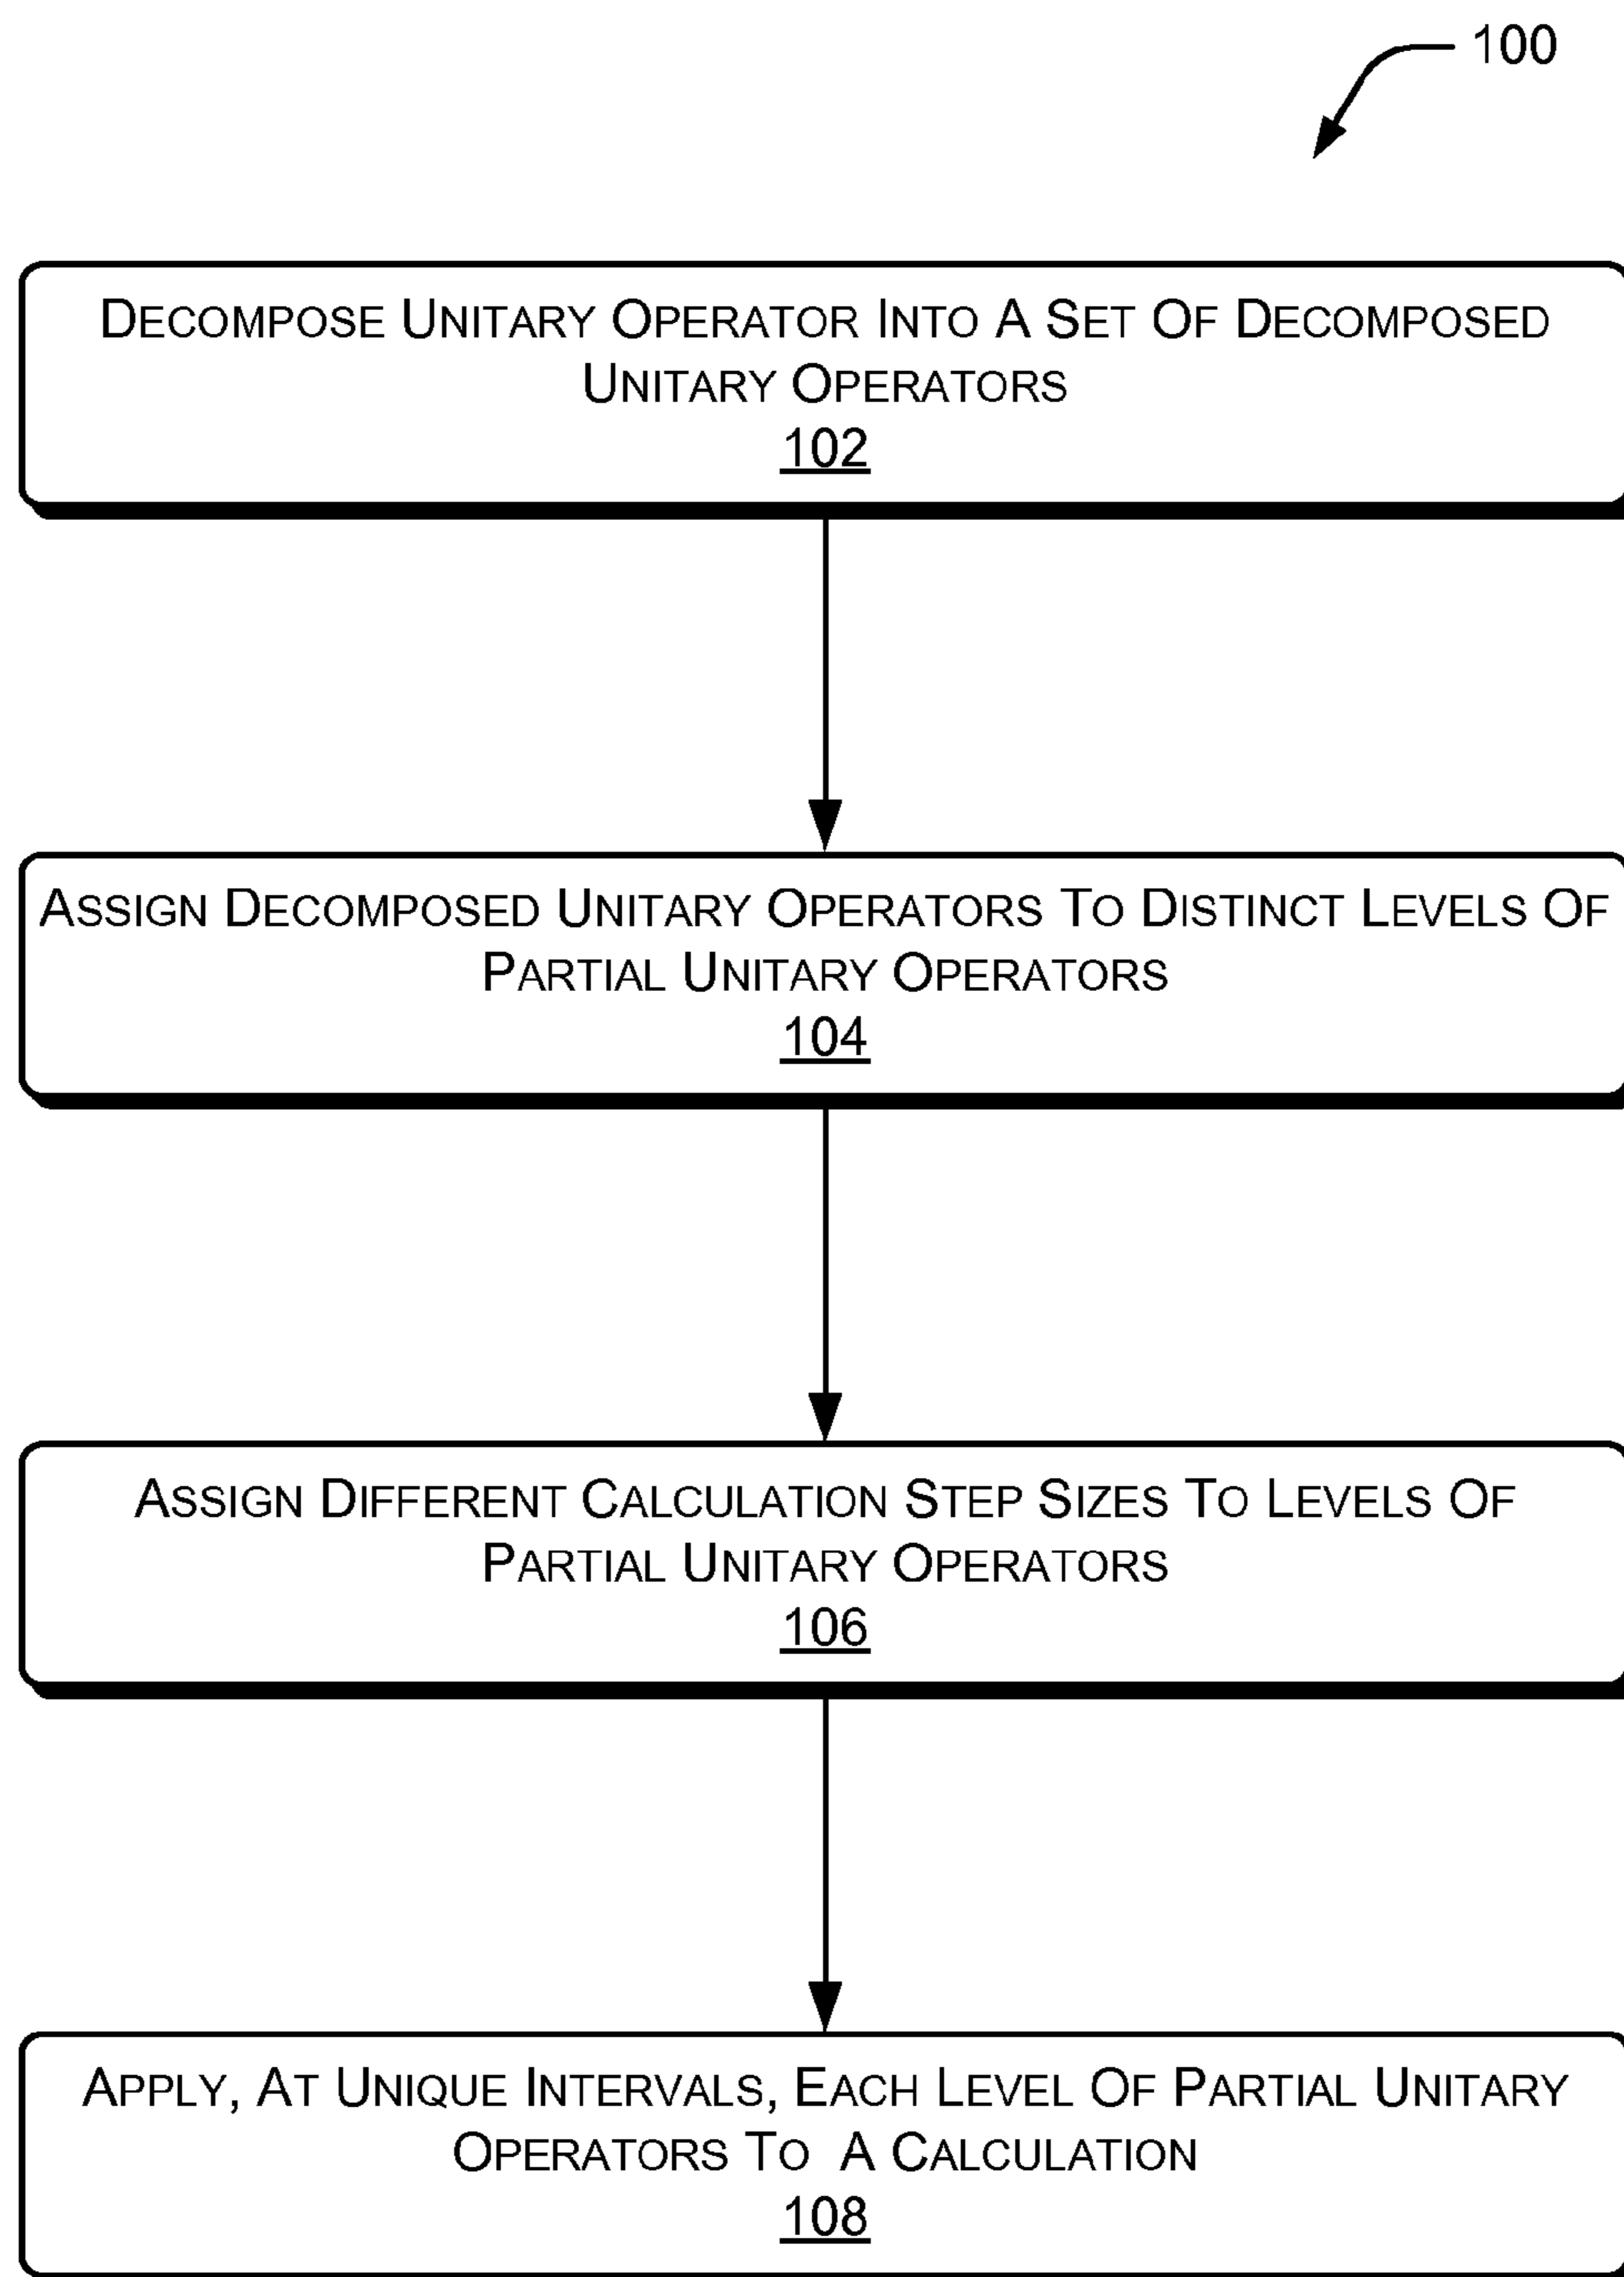 100
DECOMPOSE UNITARY OPERATOR INTO A SET OF DECOMPOSED
UNITARY OPERATORS
102
ASSIGN DECOMPOSED UNITARY OPERATORS TO DISTINCT LEVELS OF
PARTIAL UNITARY OPERATORS
104
ASSIGN DIFFERENT CALCULATION STEP SIZES TO LEVELS OF
PARTIAL UNITARY OPERATORS
106
APPLY, AT UNIQUE INTERVALS, EACH LEVEL OF PARTIAL UNITARY
OPERATORS TO A CALCULATION
108